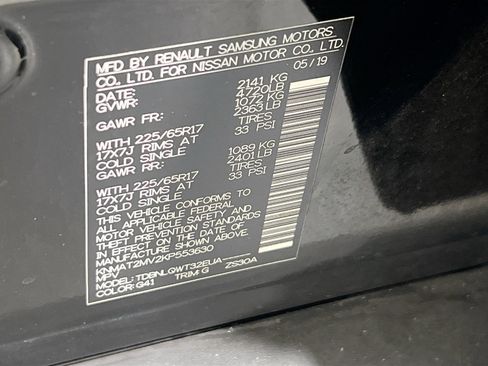 MFD BY RENAULT SAMSUNG MOTORS
CO., LTD. FOR NISSAN MOTOR CO., LTD.
DATE: 05/19
GVWR: 2141 KG
4720LB
GAWR FR: 1072 KG
2363 LB
WITH 225/65R17 TIRES
17X7J RIMS AT 33 PSI
COLD SINGLE
GAWR RR: 1089 KG
2401 LB
WITH 225/65R17 TIRES
17X7J RIMS AT 33 PSI
COLD SINGLE
THIS VEHICLE CONFORMS TO
ALL APPLICABLE FEDERAL
MOTOR VEHICLE SAFETY AND
THEFT PREVENTION STANDARDS
IN EFFECT ON THE DATE OF
MANUFACTURE SHOWN ABOVE.
KNMAT2MV2KP553630
MPV
MODEL: TDBNLQWT32EUA---- ZS30A
COLOR: G41 TRIM: G